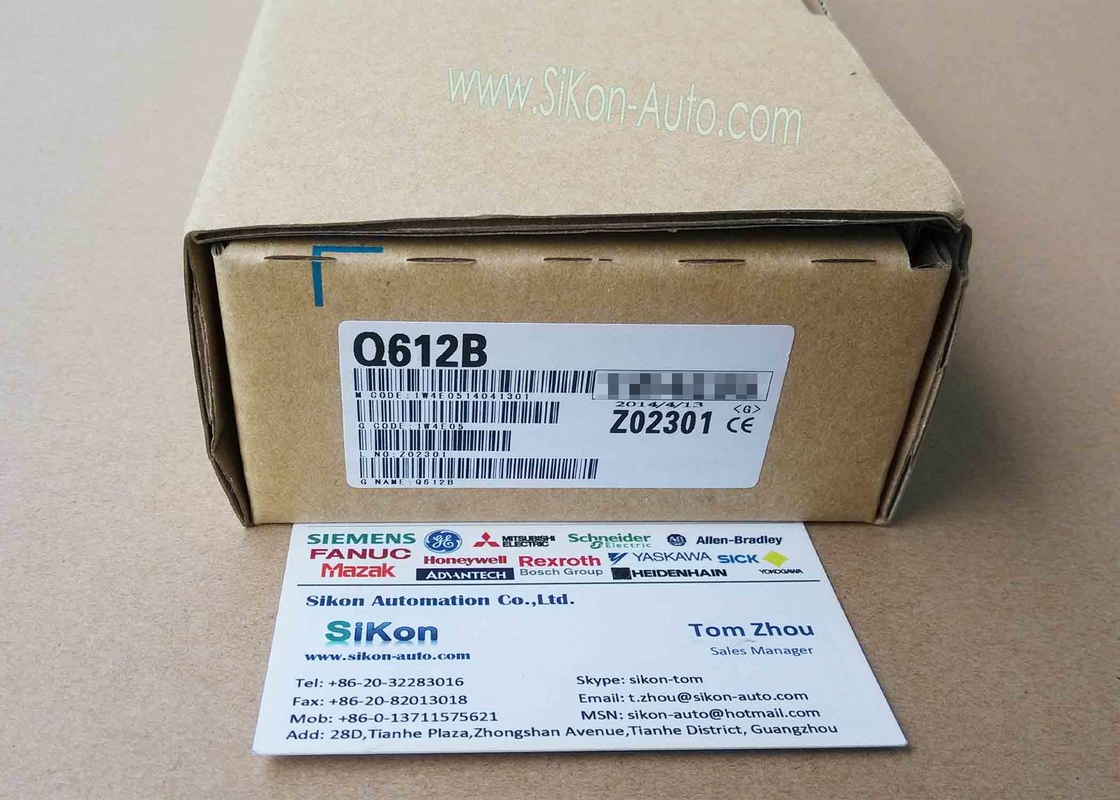 www.SiKon-Auto.com
Q612B
M CODE:1W4E0514041301
2014/4/13 <G>
G CODE:1W4E05
Z02301 CE
L NO:Z02301
G NAME:Q612B
SIEMENS GE MITSUBISHI ELECTRIC Schneider Electric AB Allen-Bradley
FANUC Honeywell Rexroth Bosch Group YASKAWA SICK
Mazak ADVANTECH HEIDENHAIN YOKOGAWA
Sikon Automation Co.,Ltd.
SiKon
www.sikon-auto.com
Tom Zhou
Sales Manager
Tel: +86-20-32283016
Fax: +86-20-82013018
Mob: +86-0-13711575621
Skype: sikon-tom
Email: t.zhou@sikon-auto.com
MSN: sikon-auto@hotmail.com
Add: 28D,Tianhe Plaza,Zhongshan Avenue,Tianhe District, Guangzhou